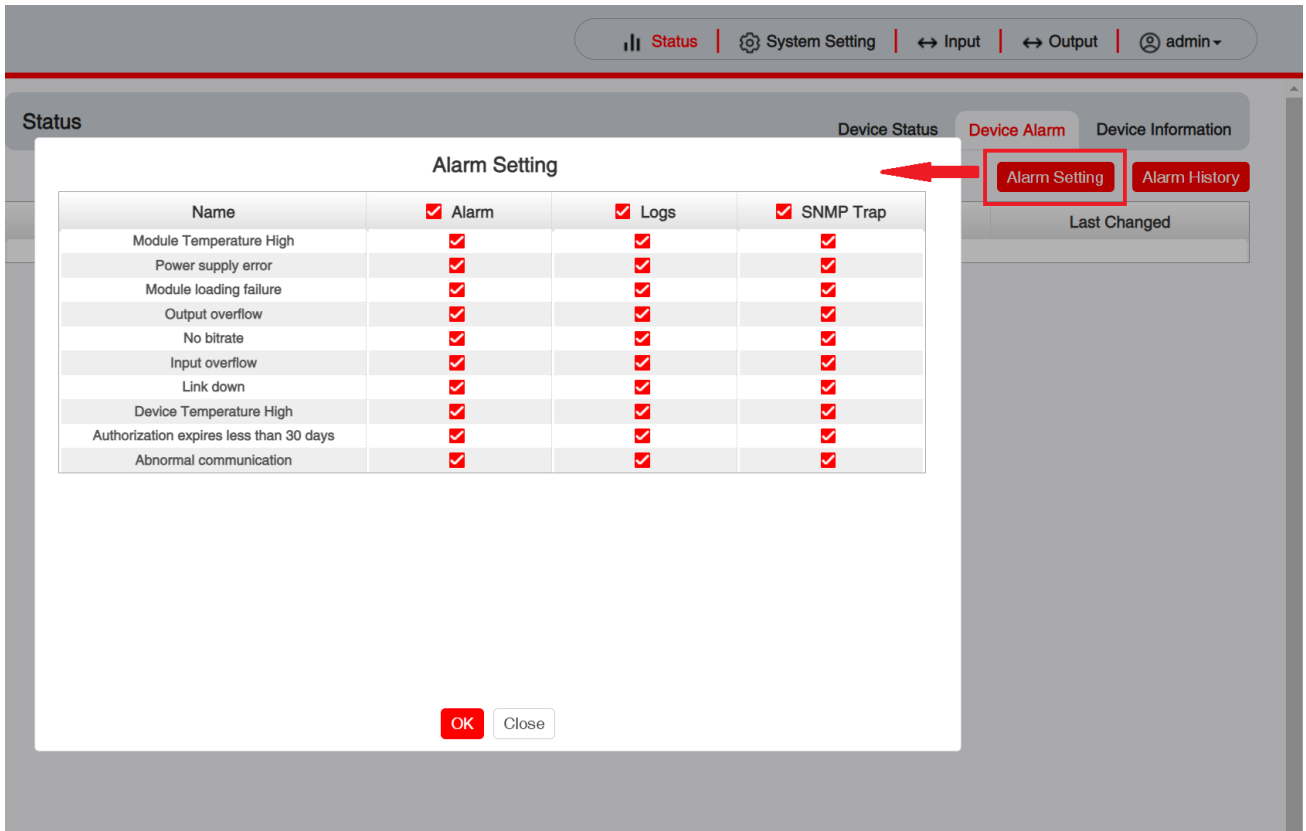 Status System Setting Input Output admin
Status
Device Status Device Alarm Device Information
Alarm Setting Alarm History
Last Changed
Alarm Setting
Name Alarm Logs SNMP Trap
Module Temperature High
Power supply error
Module loading failure
Output overflow
No bitrate
Input overflow
Link down
Device Temperature High
Authorization expires less than 30 days
Abnormal communication
OK Close